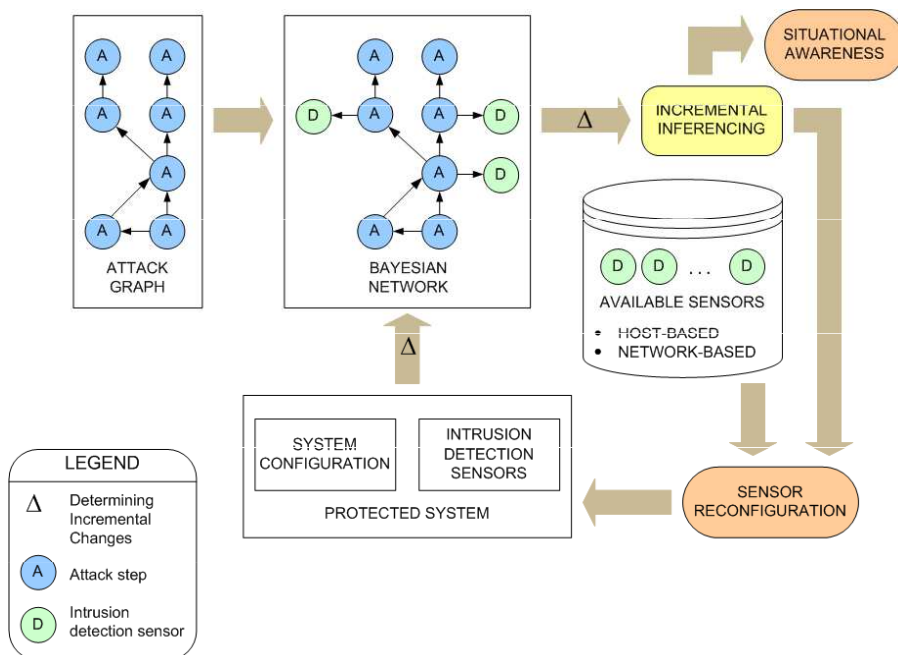 SITUATIONAL
AWARENESS
A
A
A
A
A
A
A
A
ATTACK
GRAPH
A
A
D
A
A
D
A
D
A
A
BAYESIAN
NETWORK
Δ
INCREMENTAL
INFERENCING
D
D
...
D
AVAILABLE SENSORS
• HOST-BASED
• NETWORK-BASED
Δ
SYSTEM
CONFIGURATION
INTRUSION
DETECTION
SENSORS
PROTECTED SYSTEM
SENSOR
RECONFIGURATION
LEGEND
Δ Determining
Incremental
Changes
A Attack step
D Intrusion
detection sensor